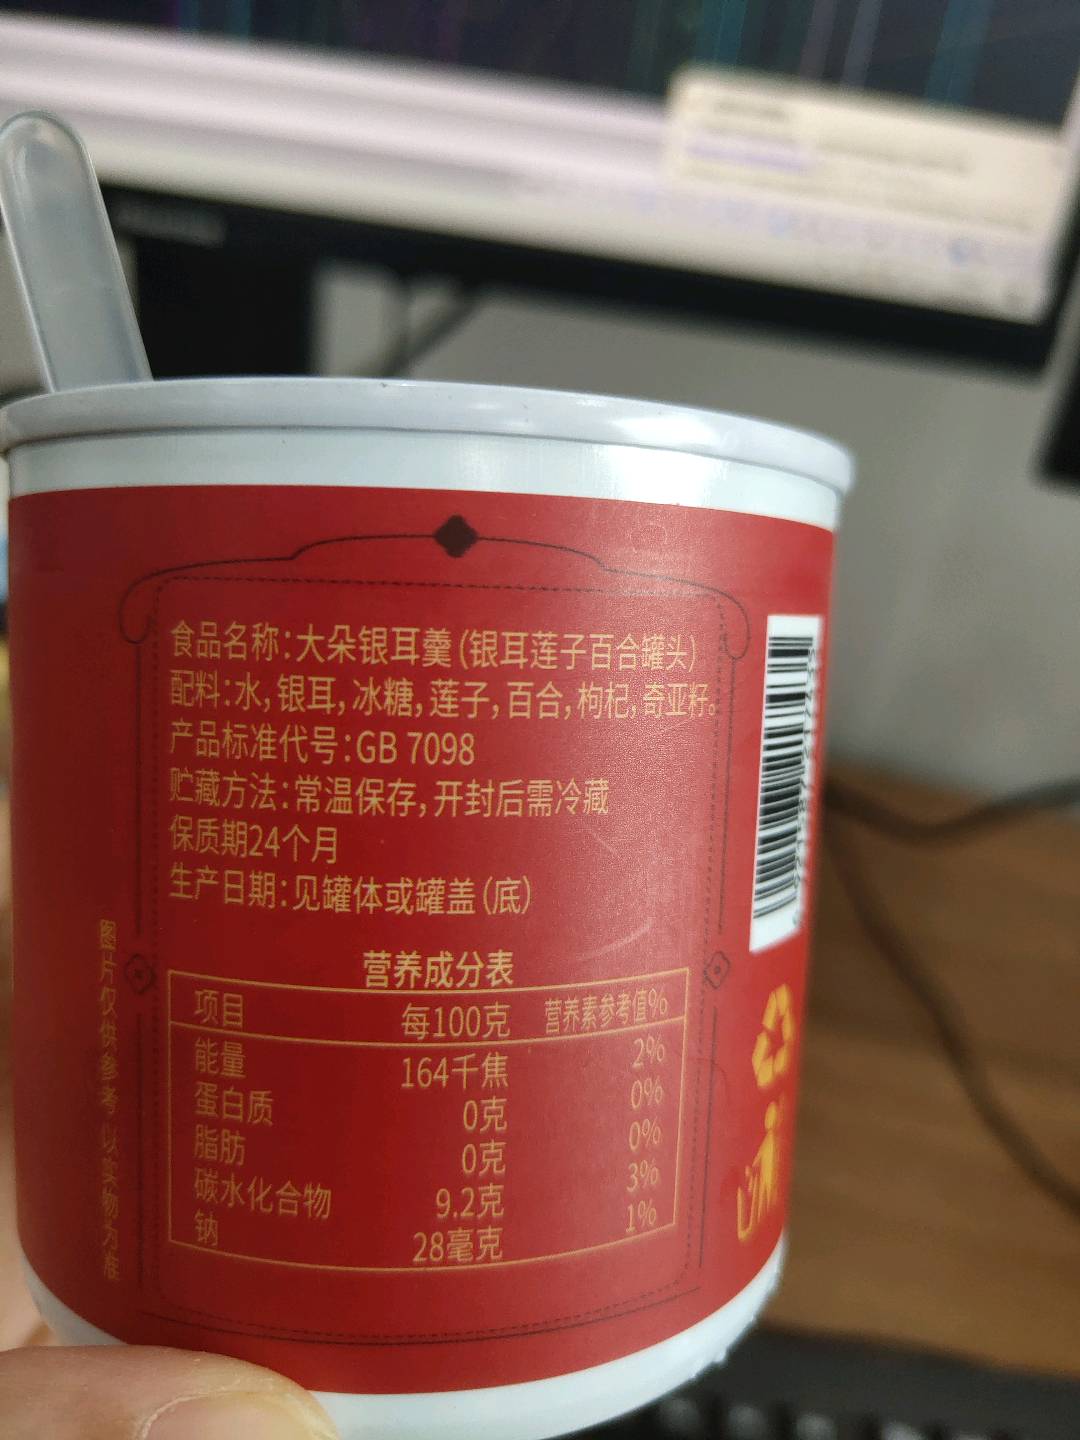 食品名称:大朵银耳羹(银耳莲子百合罐头)
配料:水,银耳,冰糖,莲子,百合,枸杞,奇亚籽。
产品标准代号:GB 7098
贮藏方法:常温保存,开封后需冷藏
保质期24个月
生产日期:见罐体或罐盖(底)
营养成分表
项目 每100克 营养素参考值%
能量 164千焦 2%
蛋白质 0克 0%
脂肪 0克 0%
碳水化合物 9.2克 3%
钠 28毫克 1%
图片仅供参考 以实物为准